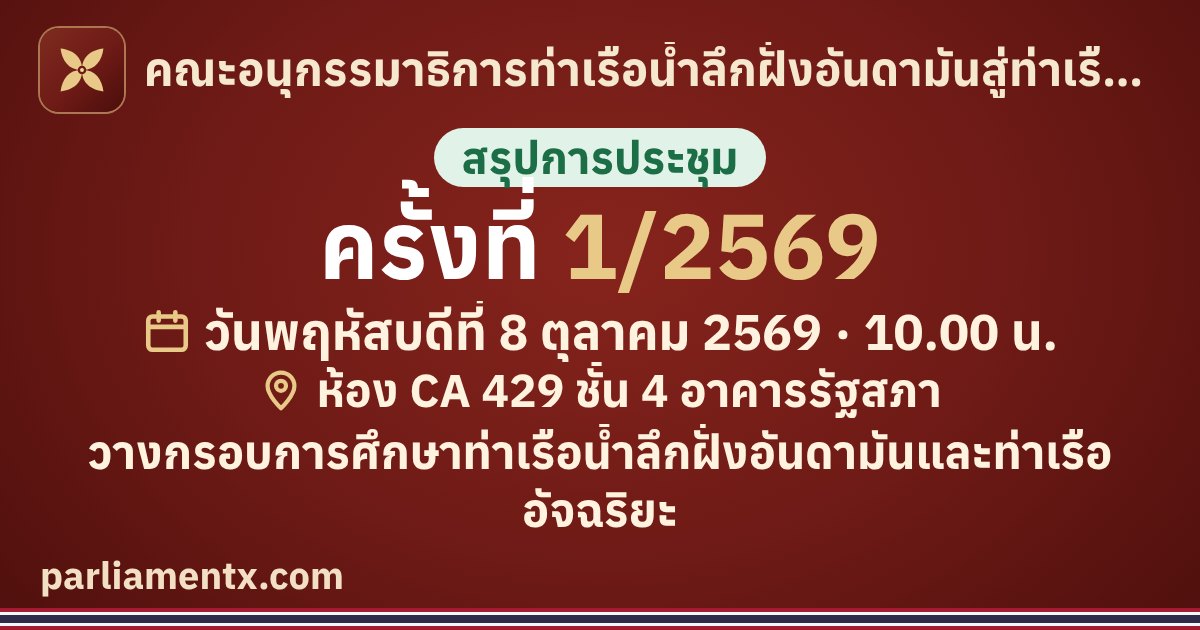 คณะอนุกรรมาธิการท่าเรือน้ำลึกฝั่งอันดามันสู่ท่าเรื...
สรุปการประชุม
ครั้งที่ 1/2569
วันพฤหัสบดีที่ 8 ตุลาคม 2569 · 10.00 น.
ห้อง CA 429 ชั้น 4 อาคารรัฐสภา
วางกรอบการศึกษาท่าเรือน้ำลึกฝั่งอันดามันและท่าเรือ
อัจฉริยะ
parliamentx.com